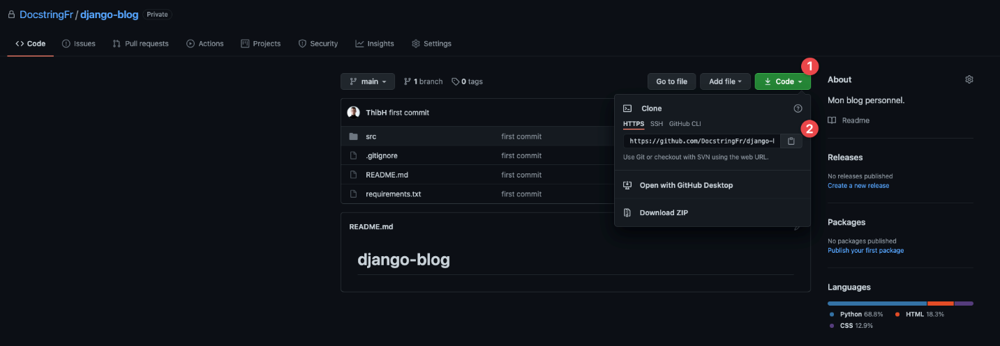 DocstringFr / django-blog Private
Code Issues Pull requests Actions Projects Security Insights Settings
main 1 branch 0 tags Go to file Add file Code 1
ThibH first commit
src first commit
.gitignore first commit
README.md first commit
requirements.txt first commit
Clone
HTTPS SSH GitHub CLI 2
https://github.com/DocstringFr/django-b
Use Git or checkout with SVN using the web URL.
Open with GitHub Desktop
Download ZIP
README.md
django-blog
About
Mon blog personnel.
Readme
Releases
No releases published
Create a new release
Packages
No packages published
Publish your first package
Languages
Python 68.8% HTML 18.3%
CSS 12.9%